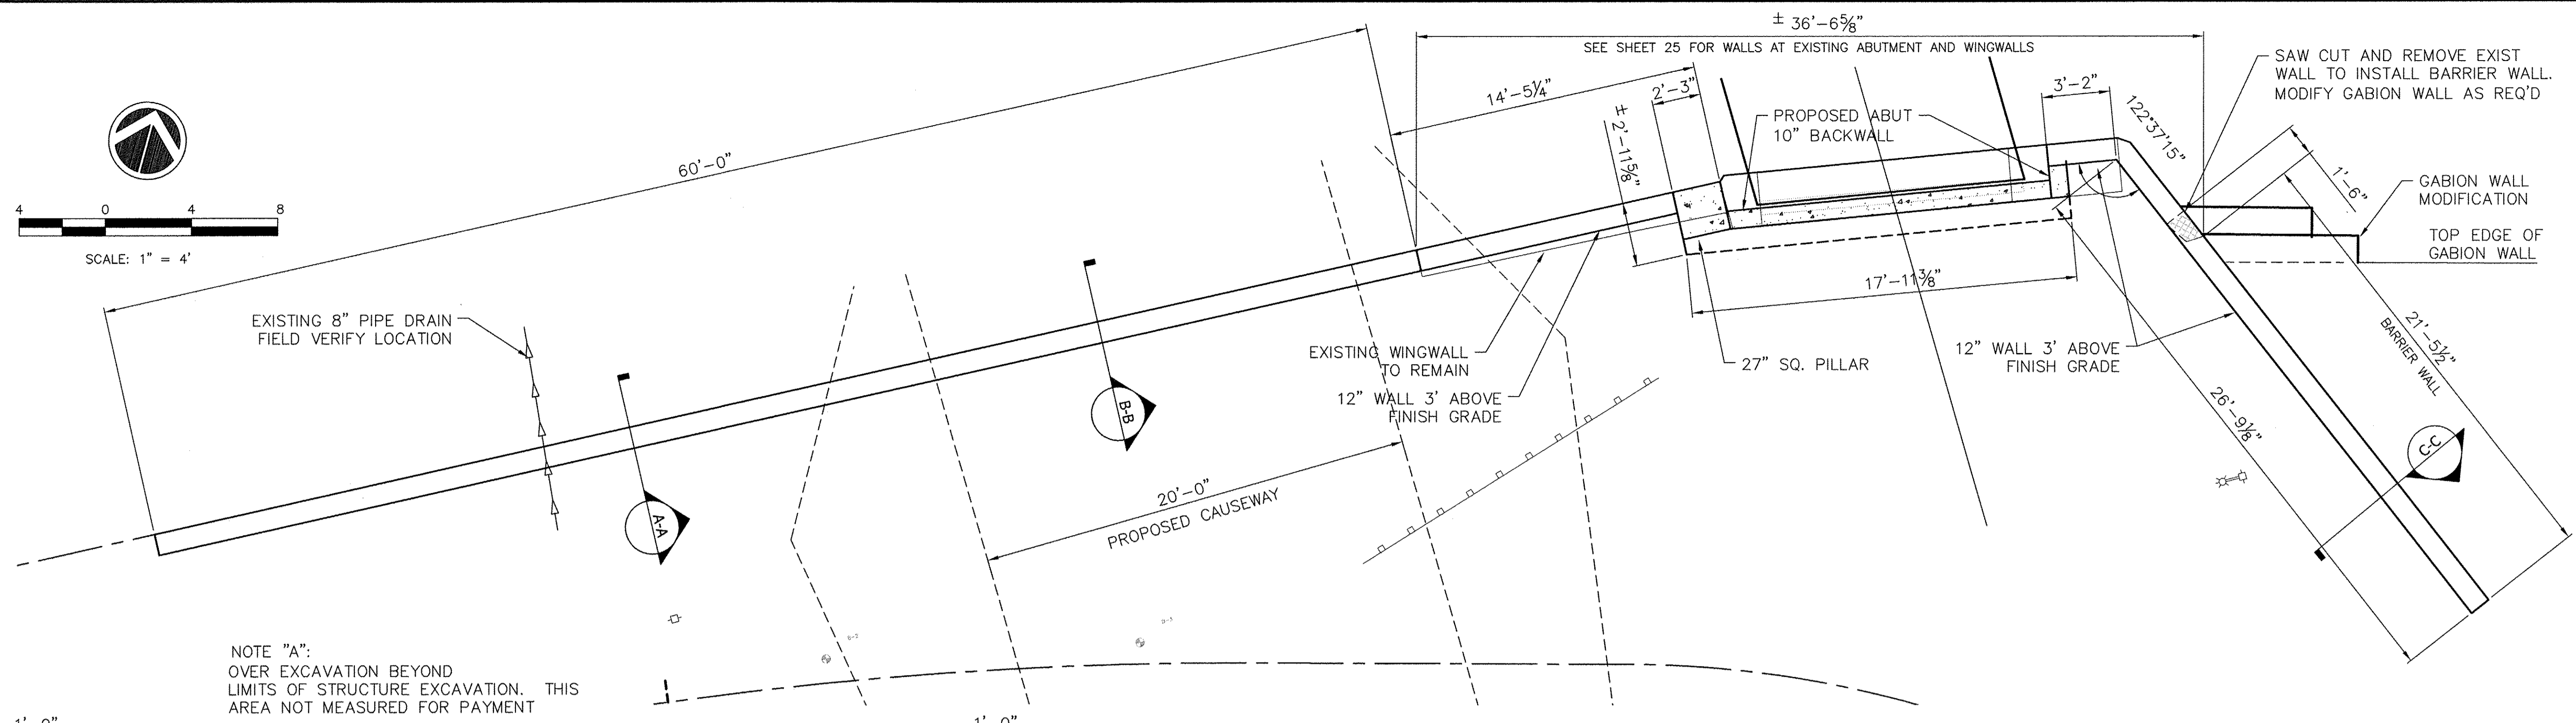 ± 36'-6⅝"
SEE SHEET 25 FOR WALLS AT EXISTING ABUTMENT AND WINGWALLS
SAW CUT AND REMOVE EXIST
WALL TO INSTALL BARRIER WALL.
MODIFY GABION WALL AS REQ'D
14'-5¼"
2'-3"
3'-2"
± 2'-11⅝"
PROPOSED ABUT
10" BACKWALL
122°37'15"
60'-0"
1'-6"
GABION WALL
MODIFICATION
TOP EDGE OF
GABION WALL
4 0 4 8
SCALE: 1" = 4'
17'-11⅜"
EXISTING 8" PIPE DRAIN
FIELD VERIFY LOCATION
EXISTING WINGWALL
TO REMAIN
27" SQ. PILLAR
12" WALL 3' ABOVE
FINISH GRADE
12" WALL 3' ABOVE
FINISH GRADE
21'-5½"
BARRIER WALL
26'-9⅛"
B-B
C-C
A-A
20'-0"
PROPOSED CAUSEWAY
B-2
NOTE "A":
OVER EXCAVATION BEYOND
LIMITS OF STRUCTURE EXCAVATION. THIS
AREA NOT MEASURED FOR PAYMENT
1'-0"
1'-0"